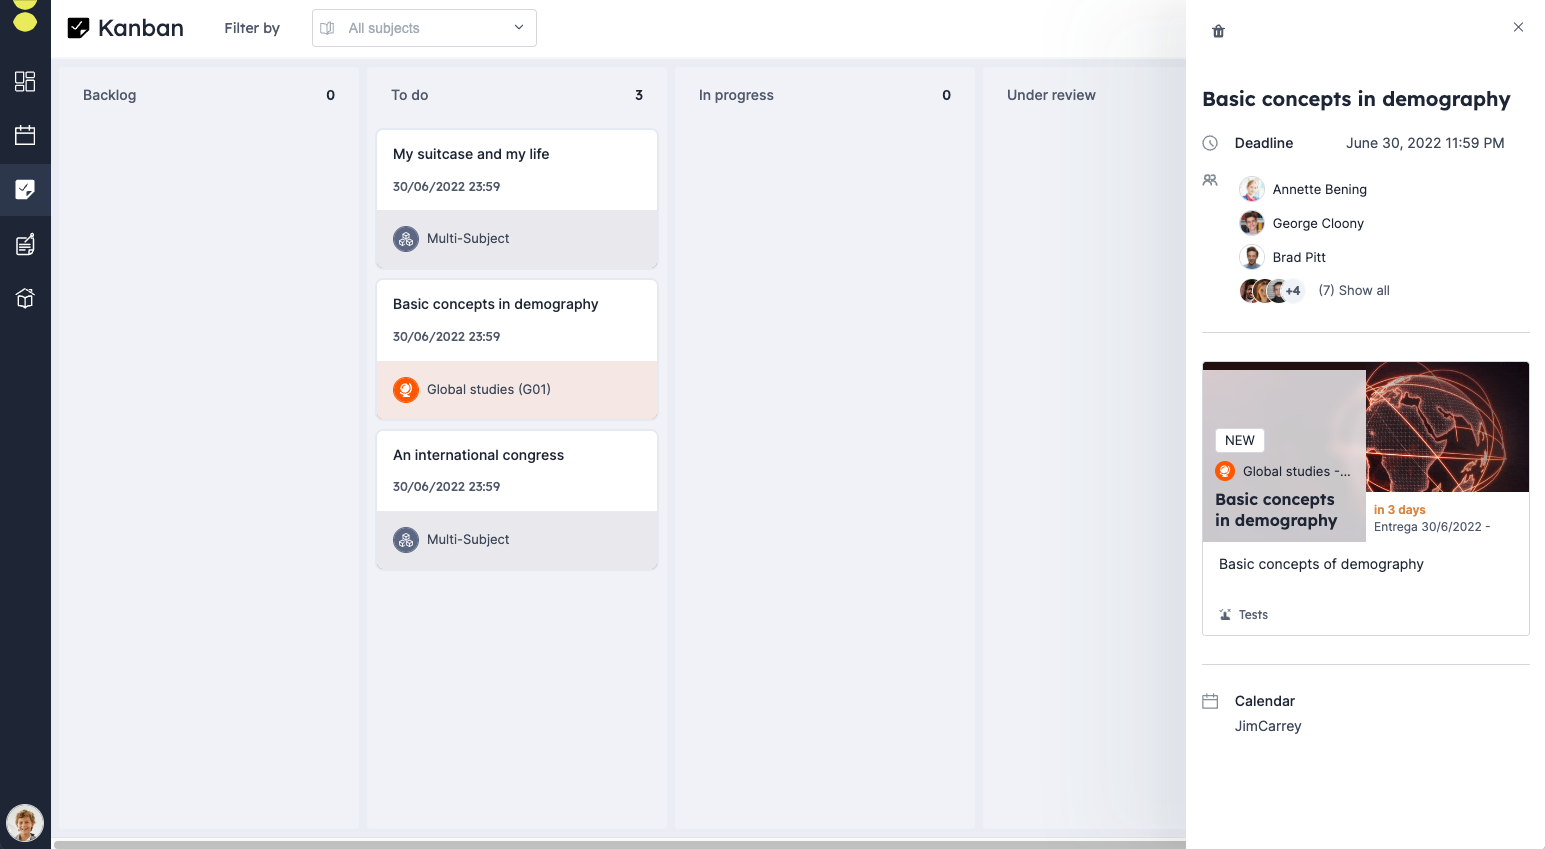 Kanban
Filter by
All subjects
Backlog
0
To do
3
In progress
0
Under review
My suitcase and my life
30/06/2022 23:59
Multi-Subject
Basic concepts in demography
30/06/2022 23:59
Global studies (G01)
An international congress
30/06/2022 23:59
Multi-Subject
Basic concepts in demography
Deadline
June 30, 2022 11:59 PM
Annette Bening
George Cloony
Brad Pitt
+4
(7) Show all
NEW
Global studies -...
Basic concepts
in demography
in 3 days
Entrega 30/6/2022 -
Basic concepts of demography
Tests
Calendar
JimCarrey